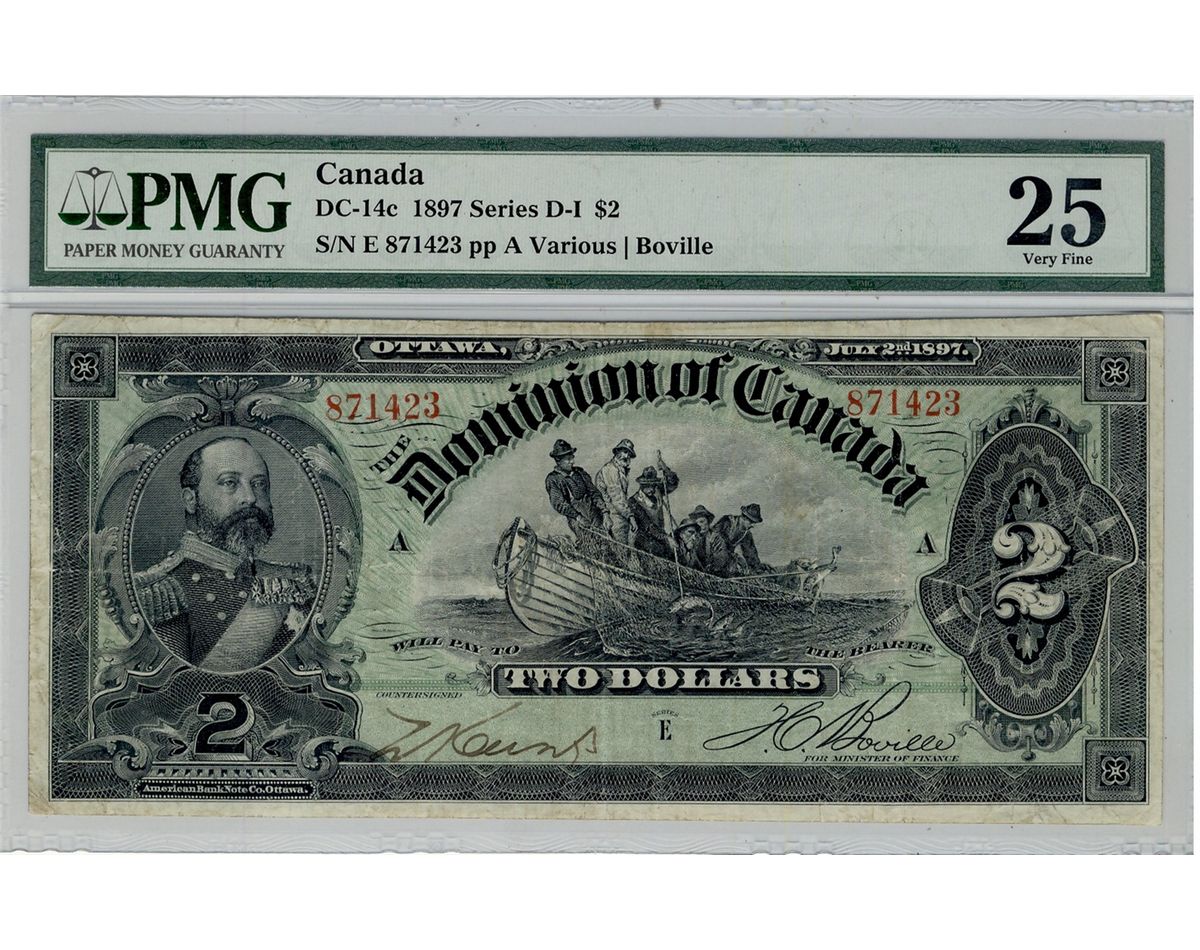 PMG
PAPER MONEY GUARANTY
Canada
DC-14c 1897 Series D-I $2
S/N E 871423 pp A Various | Boville
25
Very Fine
OTTAWA, JULY 2nd 1897.
871423 871423
THE Dominion of Canada
A A
2
WILL PAY TO THE BEARER
TWO DOLLARS
COUNTERSIGNED
SERIES
E
H.C. Boville
FOR MINISTER OF FINANCE
2
American Bank Note Co. Ottawa.